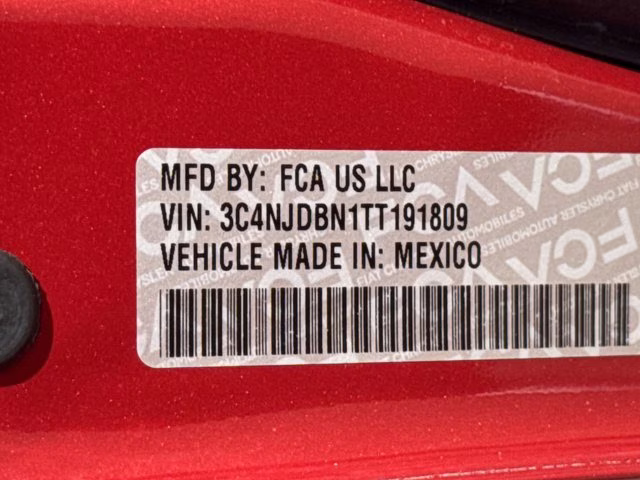 MFD BY: FCA US LLC
VIN: 3C4NJDBN1TT191809
VEHICLE MADE IN: MEXICO